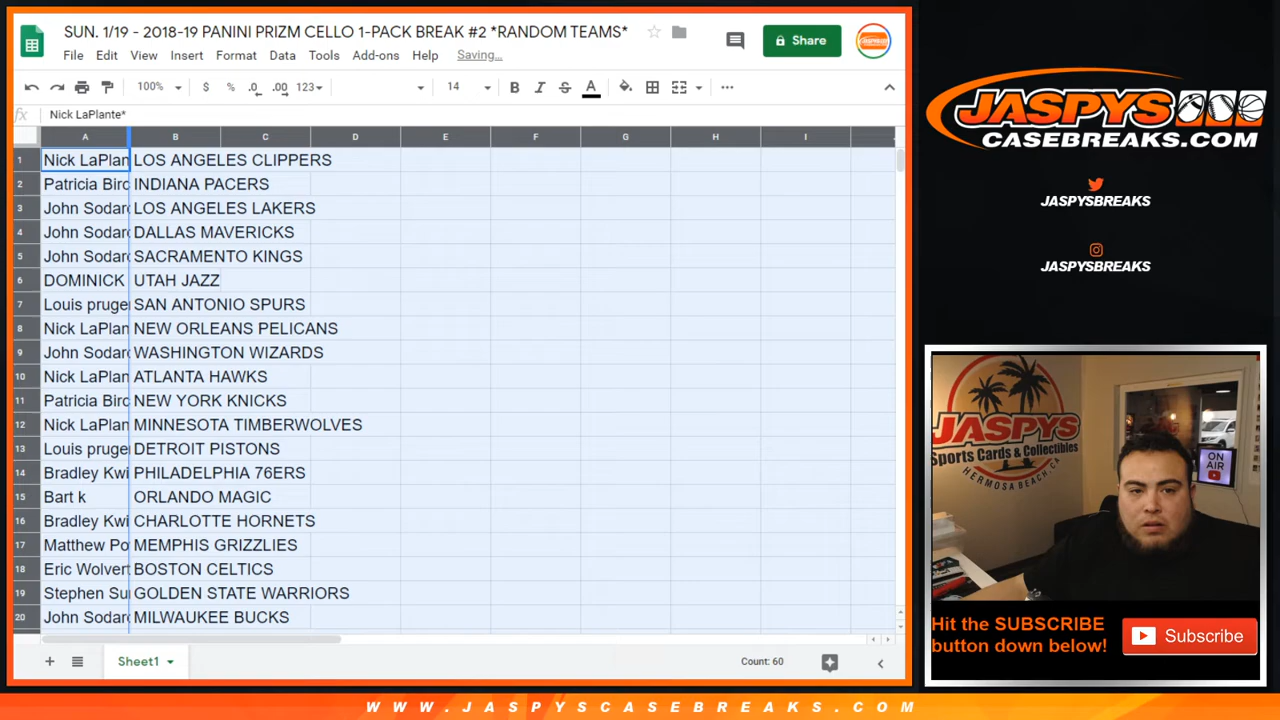 SUN. 1/19 - 2018-19 PANINI PRIZM CELLO 1-PACK BREAK #2 *RANDOM TEAMS*
Share
File Edit View Insert Format Data Tools Add-ons Help Saving...
100% $ % .0 .00 123 14 B I S A
fx Nick LaPlante*
A B C D E F G H I
1 Nick LaPlan LOS ANGELES CLIPPERS
2 Patricia Birc INDIANA PACERS
3 John Sodaro LOS ANGELES LAKERS
4 John Sodaro DALLAS MAVERICKS
5 John Sodaro SACRAMENTO KINGS
6 DOMINICK UTAH JAZZ
7 Louis pruge SAN ANTONIO SPURS
8 Nick LaPlan NEW ORLEANS PELICANS
9 John Sodaro WASHINGTON WIZARDS
10 Nick LaPlan ATLANTA HAWKS
11 Patricia Birc NEW YORK KNICKS
12 Nick LaPlan MINNESOTA TIMBERWOLVES
13 Louis pruge DETROIT PISTONS
14 Bradley Kwi PHILADELPHIA 76ERS
15 Bart k ORLANDO MAGIC
16 Bradley Kwi CHARLOTTE HORNETS
17 Matthew Po MEMPHIS GRIZZLIES
18 Eric Wolvert BOSTON CELTICS
19 Stephen Su GOLDEN STATE WARRIORS
20 John Sodaro MILWAUKEE BUCKS
Sheet1 Count: 60
JASPYS
CASEBREAKS.COM
JASPYSBREAKS
JASPYSBREAKS
JASPYS
Sports Cards & Collectibles
HERMOSA BEACH, CA
ON
AIR
Hit the SUBSCRIBE
button down below!
Subscribe
WWW.JASPYSCASEBREAKS.COM